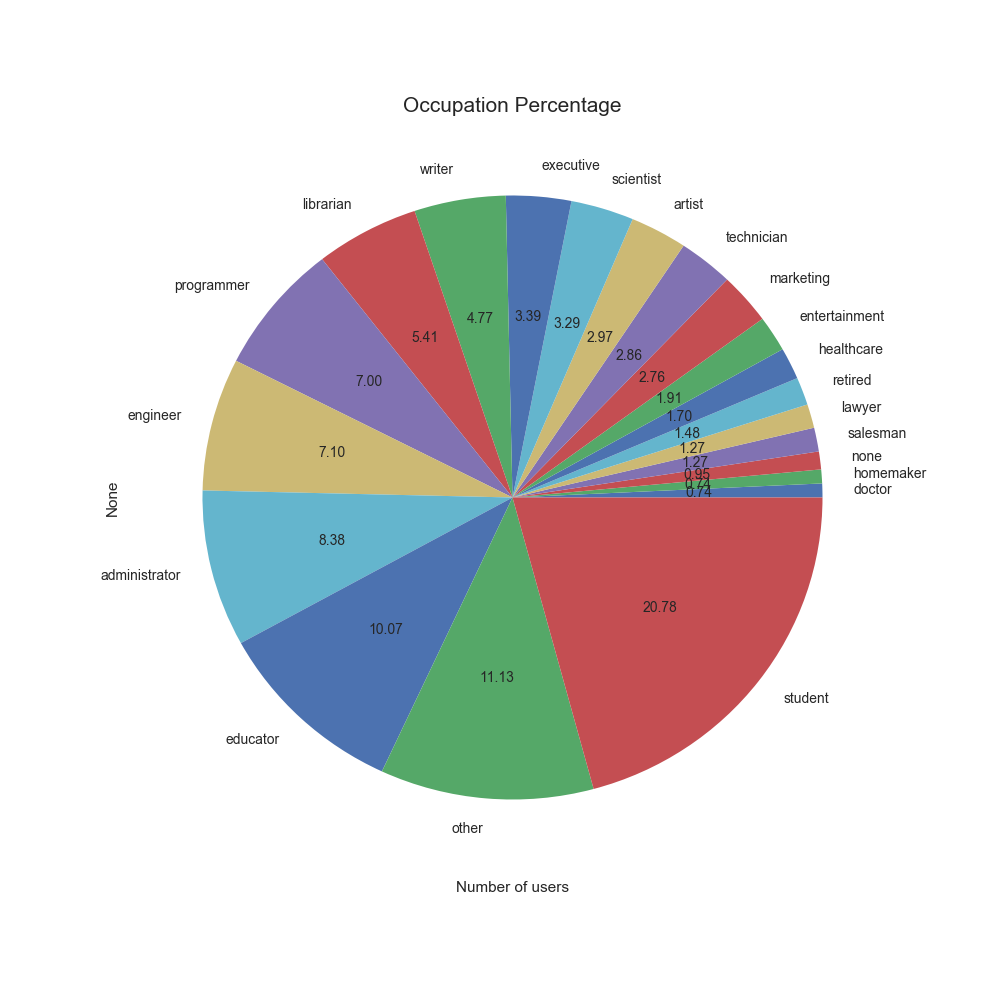 Occupation Percentage
executive
writer
scientist
librarian
artist
technician
marketing
programmer
entertainment
3.39
4.77
3.29
5.41
2.97
healthcare
2.86
7.00
2.76
retired
1.91
lawyer
engineer
1.70
salesman
1.48
7.10
1.27
none
1.27
homemaker
0.95
0.74
doctor
0.74
None
8.38
administrator
20.78
10.07
11.13
student
educator
other
Number of users